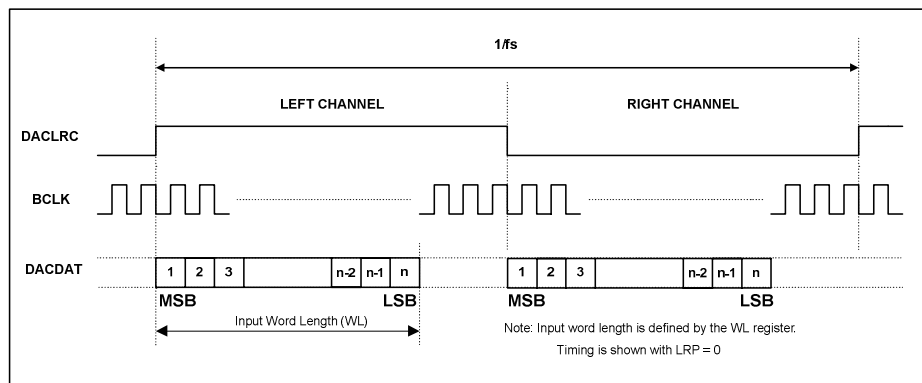 1/fs
LEFT CHANNEL
RIGHT CHANNEL
DACLRC
BCLK
DACDAT
1 2 3 n-2 n-1 n
1 2 3 n-2 n-1 n
MSB LSB
MSB LSB
Input Word Length (WL)
Note: Input word length is defined by the WL register.
Timing is shown with LRP = 0